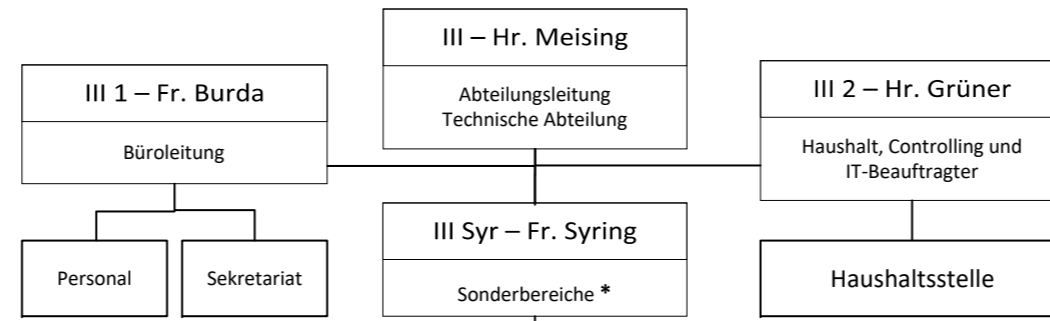 III – Hr. Meising
Abteilungsleitung
Technische Abteilung
III 1 – Fr. Burda
Büroleitung
III 2 – Hr. Grüner
Haushalt, Controlling und
IT-Beauftragter
Personal
Sekretariat
III Syr – Fr. Syring
Sonderbereiche *
Haushaltsstelle